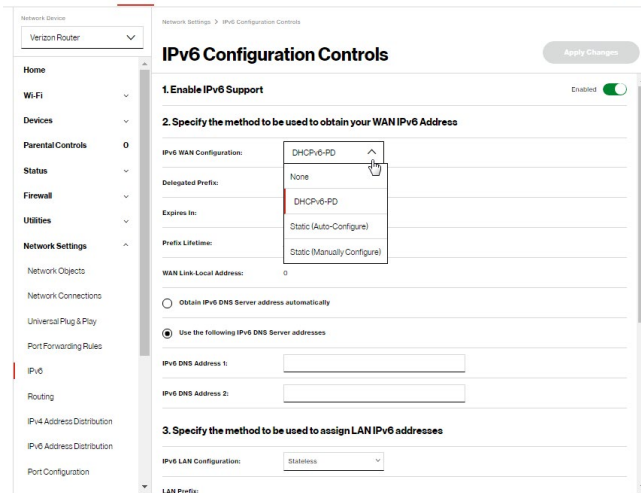 Network Device
Verizon Router
Home
Wi-Fi
Devices
Parental Controls 0
Status
Firewall
Utilities
Network Settings
Network Objects
Network Connections
Universal Plug & Play
Port Forwarding Rules
IPv6
Routing
IPv4 Address Distribution
IPv6 Address Distribution
Port Configuration
Network Settings > IPv6 Configuration Controls
IPv6 Configuration Controls
Apply Changes
1. Enable IPv6 Support
Enabled
2. Specify the method to be used to obtain your WAN IPv6 Address
IPv6 WAN Configuration: DHCPv6-PD
None
DHCPv6-PD
Static (Auto-Configure)
Static (Manually Configure)
Delegated Prefix:
Expires In:
Prefix Lifetime:
WAN Link-Local Address: 0
Obtain IPv6 DNS Server address automatically
Use the following IPv6 DNS Server addresses
IPv6 DNS Address 1:
IPv6 DNS Address 2:
3. Specify the method to be used to assign LAN IPv6 addresses
IPv6 LAN Configuration: Stateless
LAN Prefix: